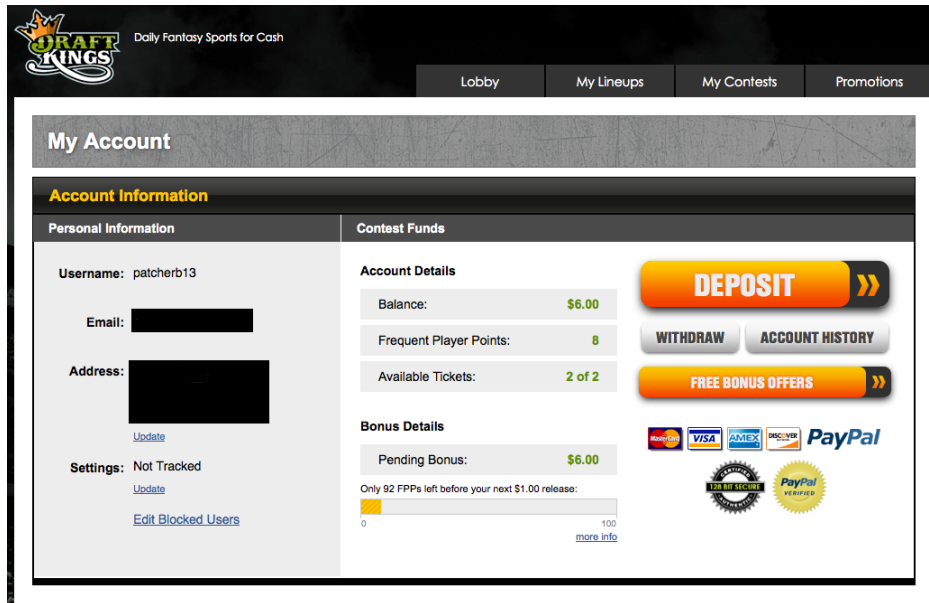 DRAFT
KINGS
Daily Fantasy Sports for Cash
Lobby
My Lineups
My Contests
Promotions
My Account
Account Information
Personal Information
Contest Funds
Username: patcherb13
Email:
Address:
Update
Settings: Not Tracked
Update
Edit Blocked Users
Account Details
Balance: $6.00
Frequent Player Points: 8
Available Tickets: 2 of 2
Bonus Details
Pending Bonus: $6.00
Only 92 FPPs left before your next $1.00 release:
0 100
more info
DEPOSIT
WITHDRAW
ACCOUNT HISTORY
FREE BONUS OFFERS
MasterCard
VISA
AMEX
DISCOVER
PayPal
CERTIFIED
128 BIT SECURE
PayPal
VERIFIED